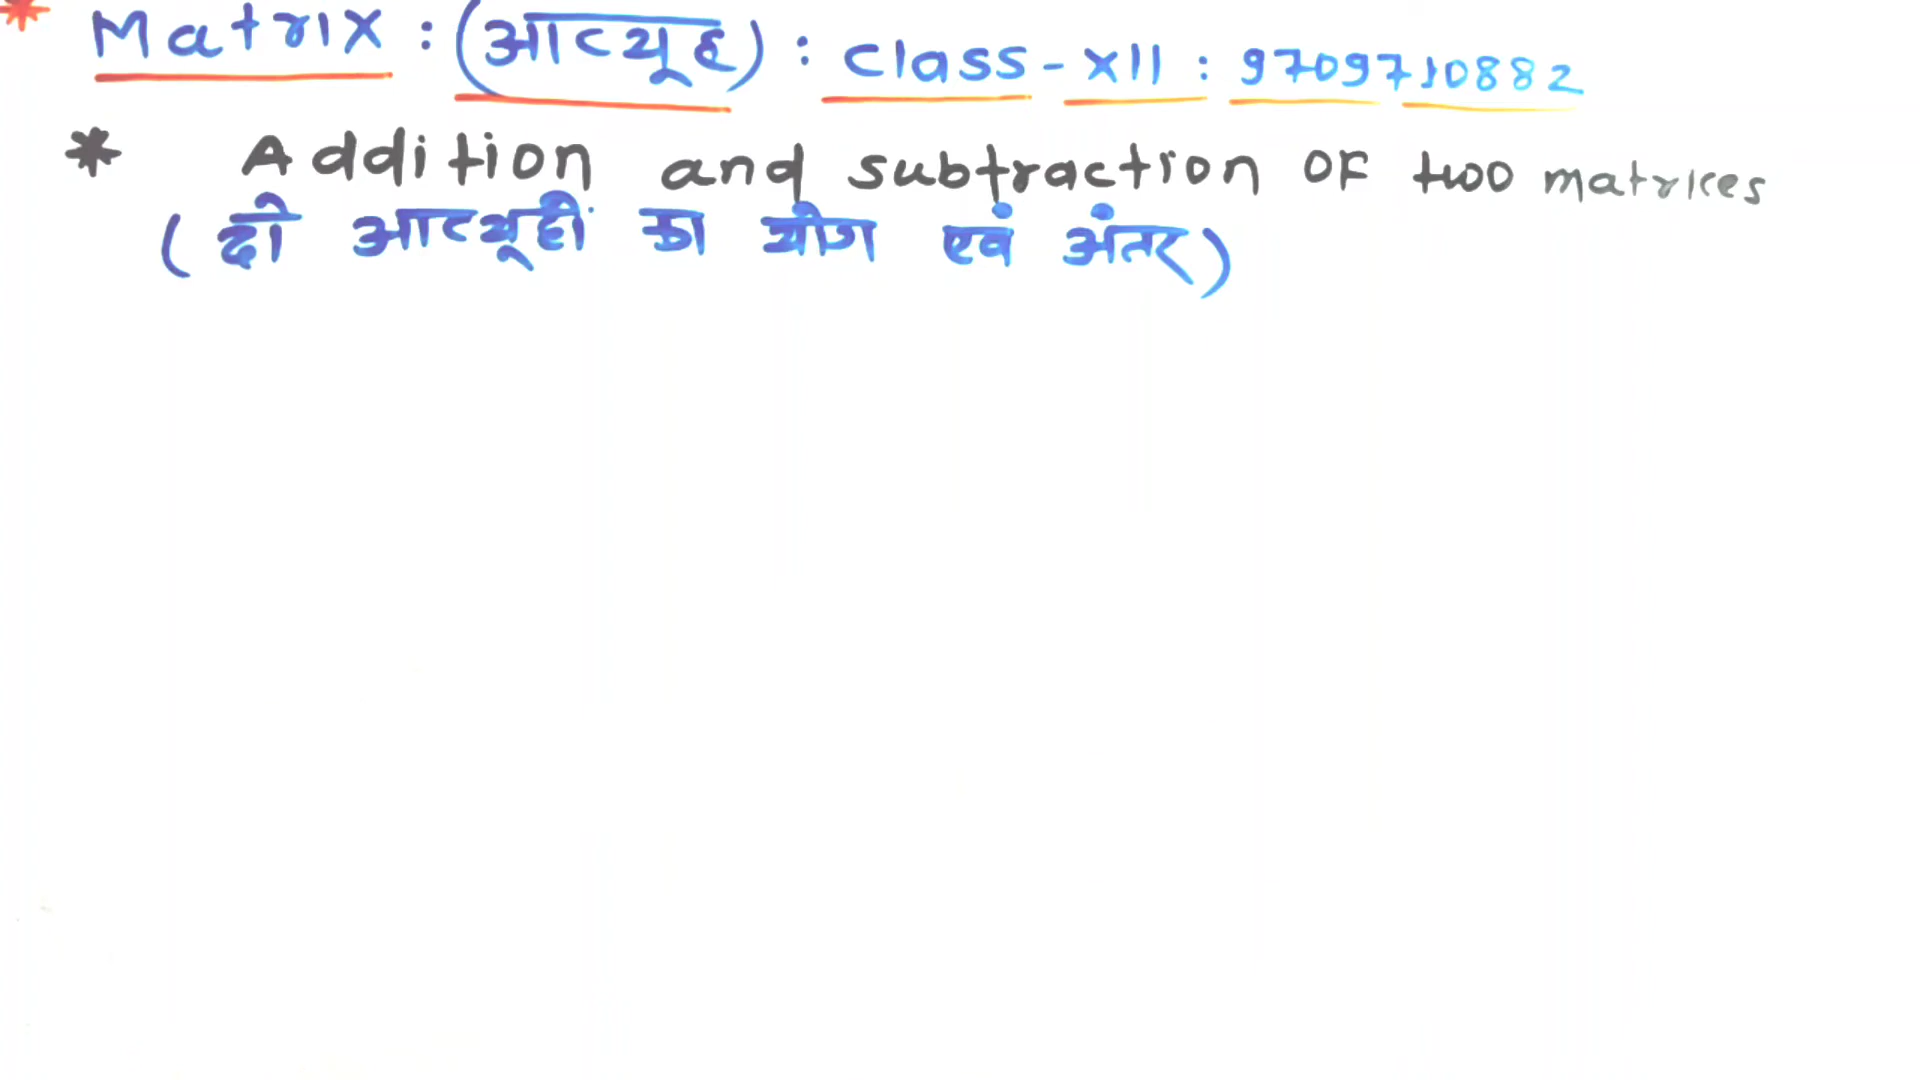 * Matrix : (आव्यूह) : Class - XII : 9709710882
* Addition and subtraction OF two matrices
( दो आव्यूहों का योग एवं अंतर )